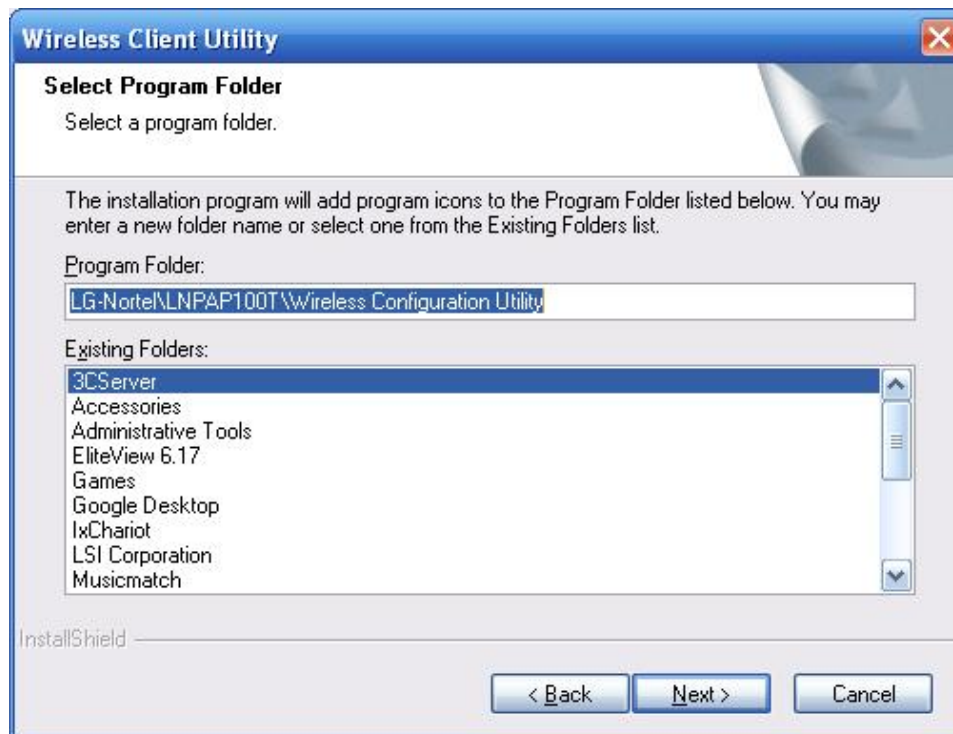 Wireless Client Utility
Select Program Folder
Select a program folder.
The installation program will add program icons to the Program Folder listed below. You may
enter a new folder name or select one from the Existing Folders list.
Program Folder:
LG-Nortel\LNPAP100T\Wireless Configuration Utility
Existing Folders:
3CServer
Accessories
Administrative Tools
EliteView 6.17
Games
Google Desktop
IxChariot
LSI Corporation
Musicmatch
InstallShield
< Back
Next >
Cancel